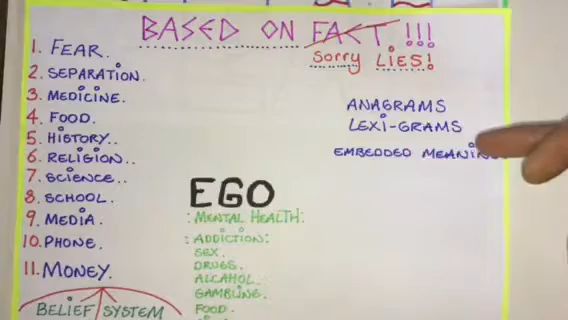 BASED ON FACT !!!
Sorry LIES!
1. FEAR.
2. SEPARATION.
3. MEDICINE.
4. FOOD.
5. HISTORY..
6. RELIGION..
7. SCIENCE..
8. SCHOOL.
9. MEDIA.
10. PHONE.
11. MONEY.
BELIEF SYSTEM
ANAGRAMS
LEXI-GRAMS
EMBEDDED MEANIN
EGO
: MENTAL HEALTH:
: ADDICTION:
SEX.
DRUGS.
ALCAHOL.
GAMBLING.
FOOD.